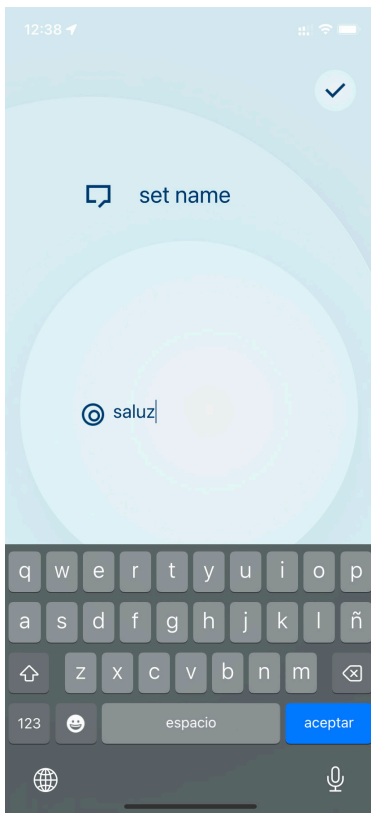 12:38
set name
saluz
q w e r t y u i o p
a s d f g h j k l ñ
z x c v b n m
123 espacio aceptar